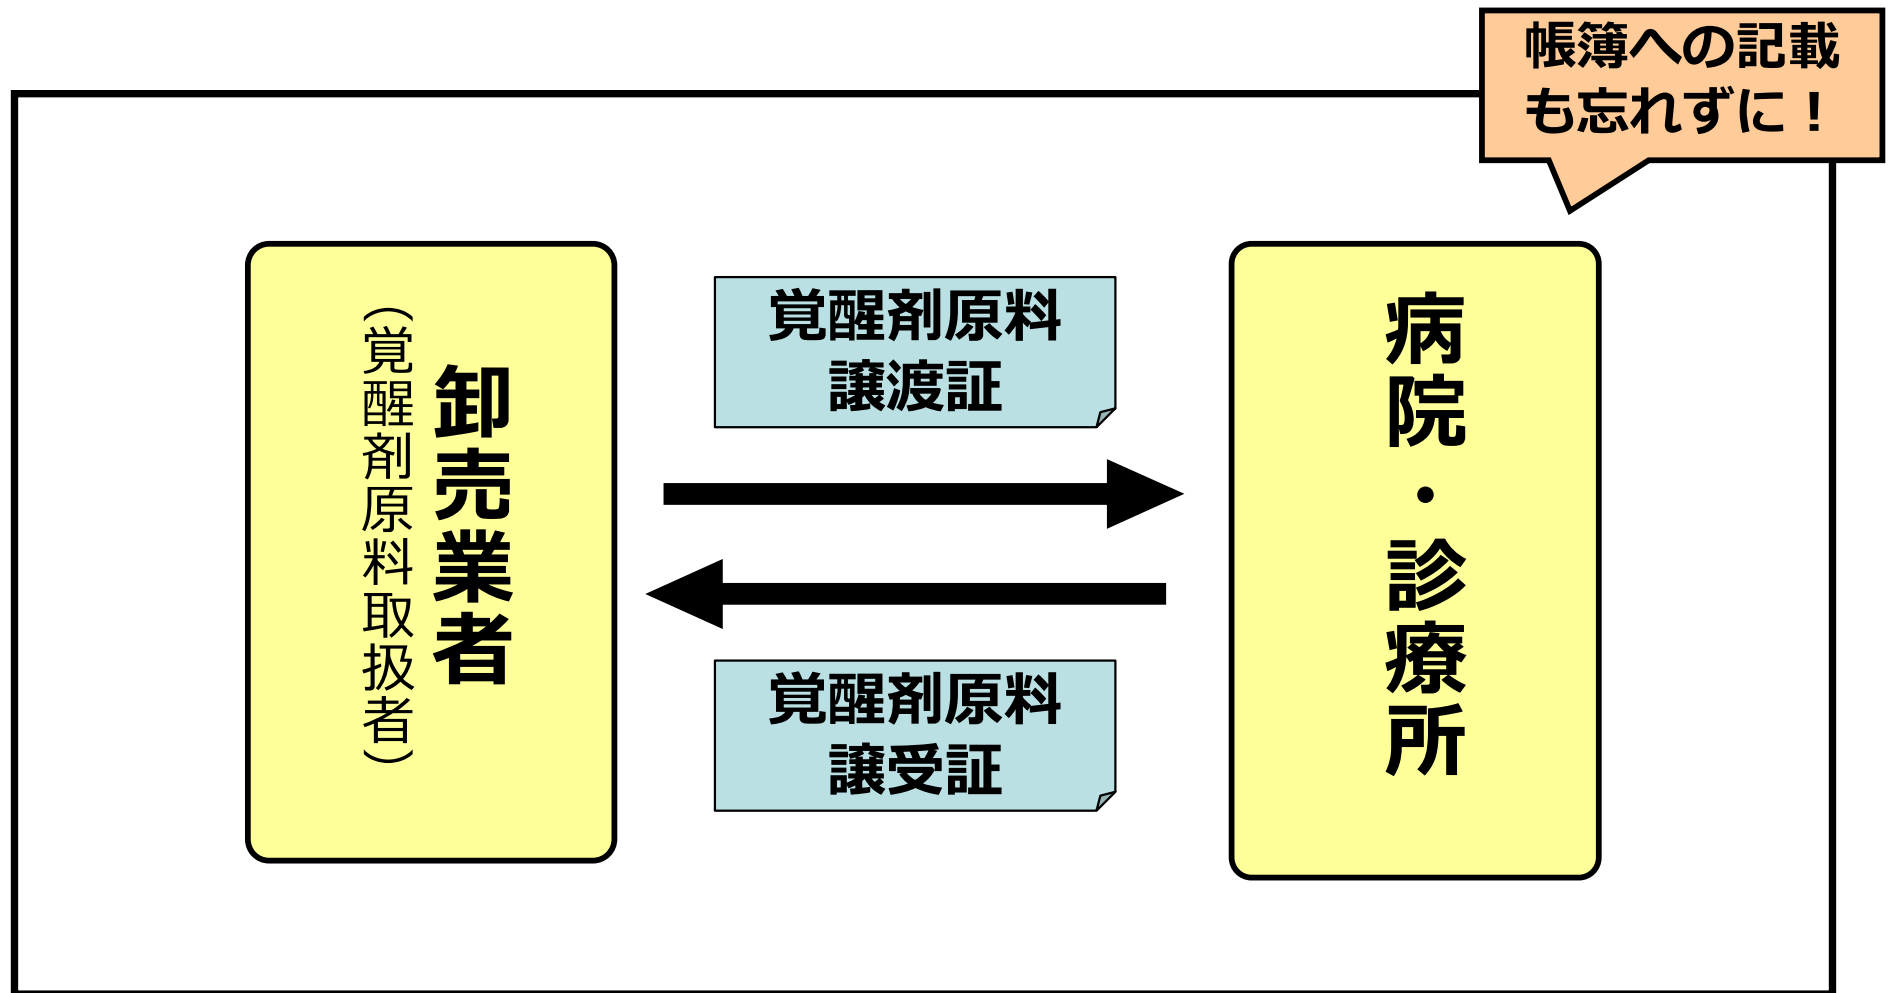 帳簿への記載
も忘れずに！
卸売業者
（覚醒剤原料取扱者）
覚醒剤原料
譲渡証
覚醒剤原料
譲受証
病院・診療所